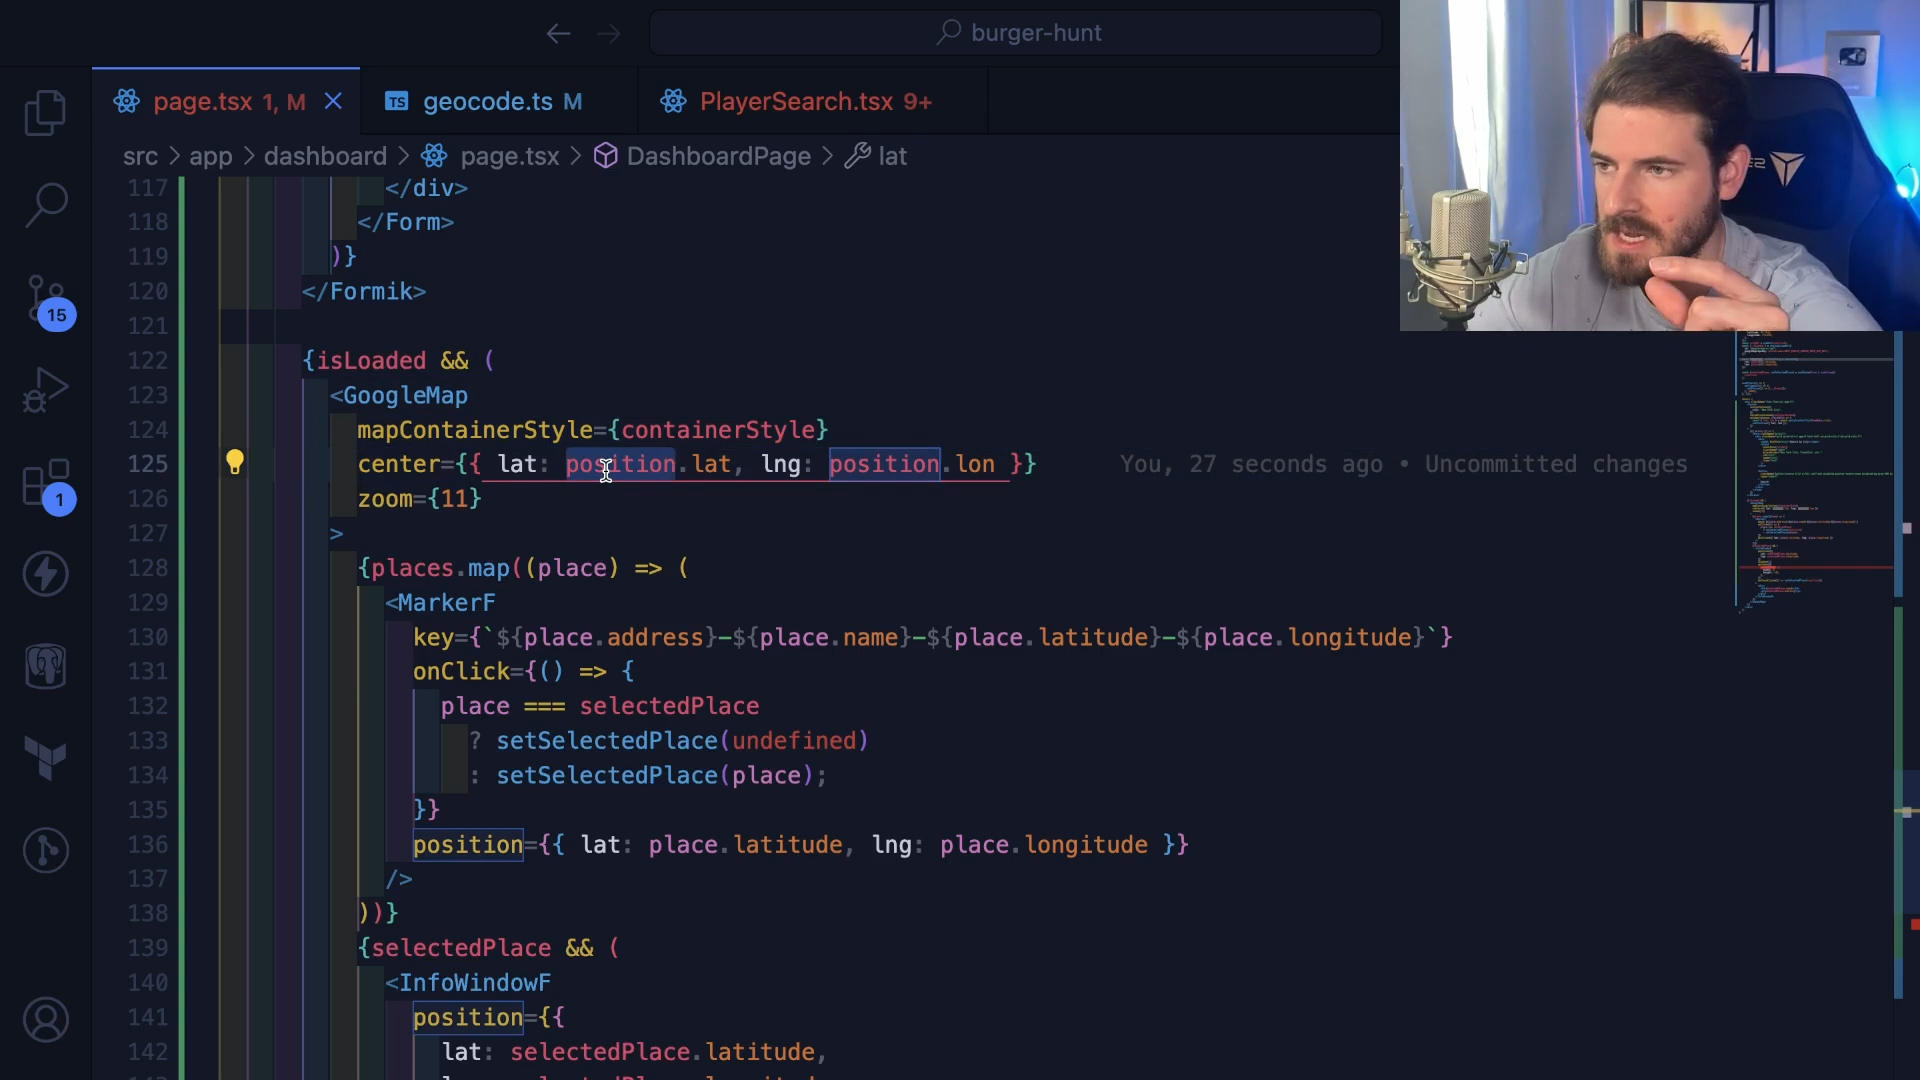 burger-hunt
page.tsx 1, M
geocode.ts M
PlayerSearch.tsx 9+
src > app > dashboard > page.tsx > DashboardPage > lat
117 </div>
118 </Form>
119 )}
120 </Formik>
121
122 {isLoaded && (
123 <GoogleMap
124 mapContainerStyle={containerStyle}
125 center={{ lat: position.lat, lng: position.lon }} You, 27 seconds ago • Uncommitted changes
126 zoom={11}
127 >
128 {places.map((place) => (
129 <MarkerF
130 key={`${place.address}-${place.name}-${place.latitude}-${place.longitude}`}
131 onClick={() => {
132 place === selectedPlace
133 ? setSelectedPlace(undefined)
134 : setSelectedPlace(place);
135 }}
136 position={{ lat: place.latitude, lng: place.longitude }}
137 />
138 ))}
139 {selectedPlace && (
140 <InfoWindowF
141 position={{
142 lat: selectedPlace.latitude,
15
1
TS